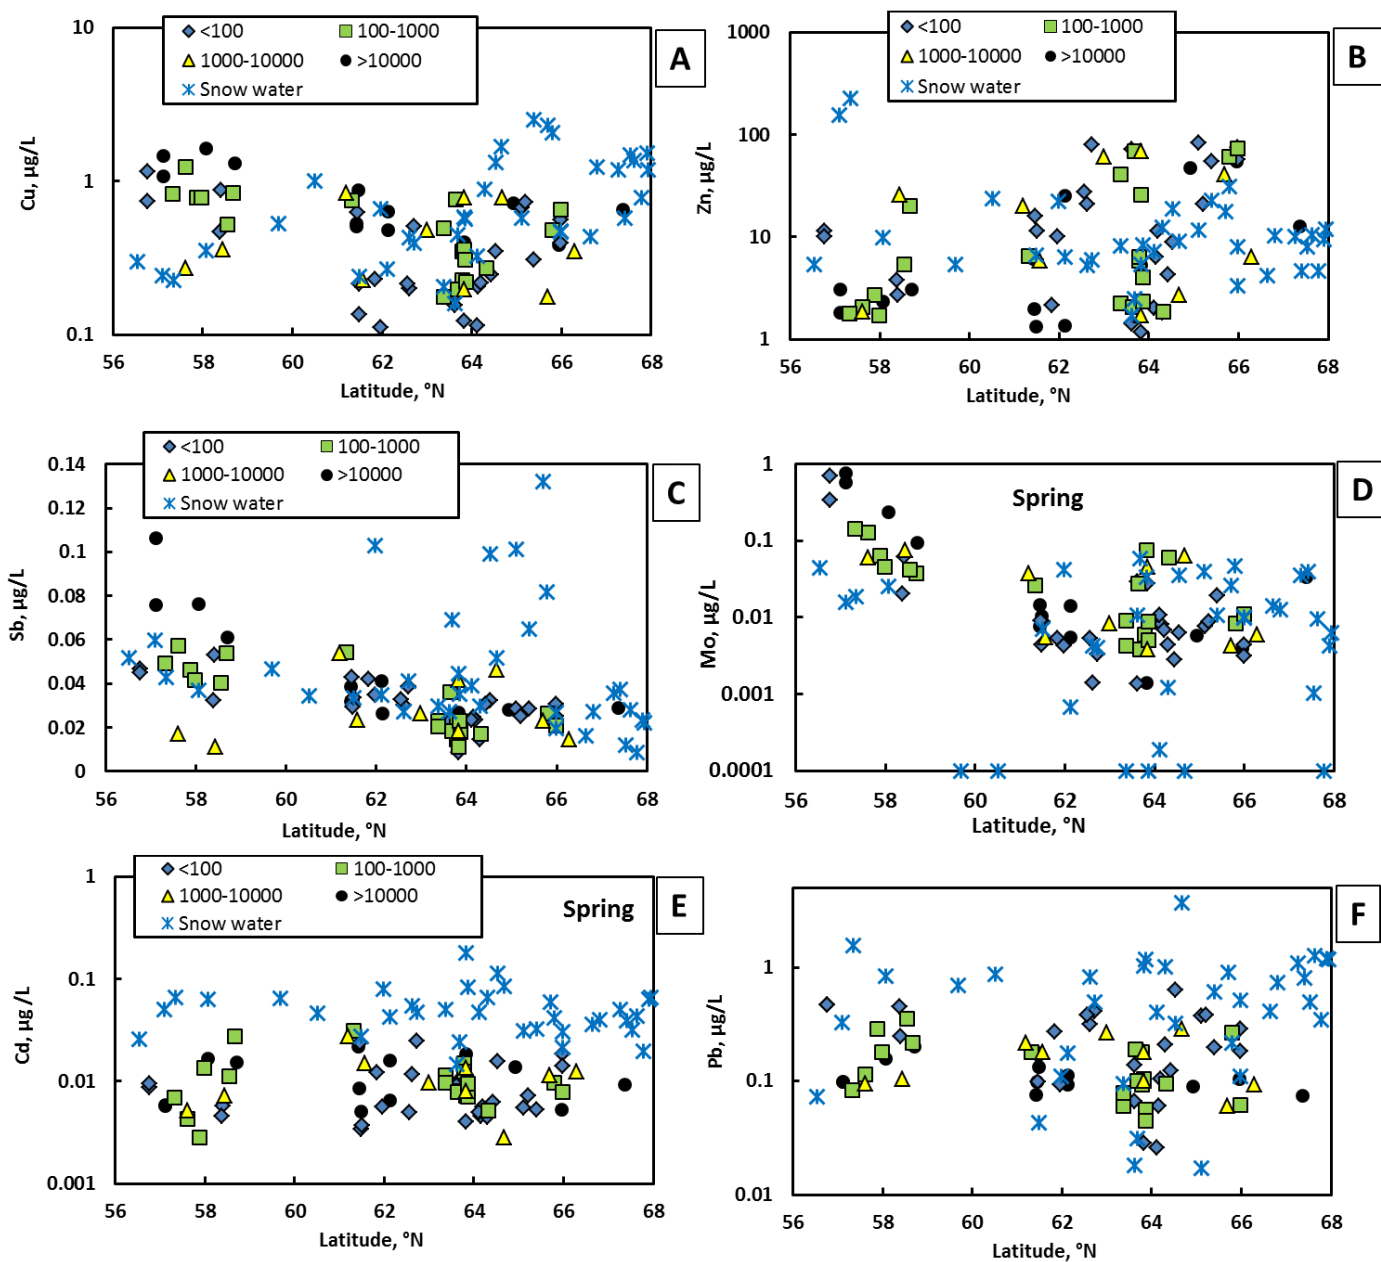 10
1
0.1
Cu, µg/L
<100
100-1000
1000-10000
>10000
Snow water
A
56 58 60 62 64 66 68
Latitude, °N
1000
100
10
1
Zn, µg/L
<100
100-1000
1000-10000
>10000
Snow water
B
56 58 60 62 64 66 68
Latitude, °N
0.14
0.12
0.1
0.08
0.06
0.04
0.02
0
Sb, µg/L
<100
100-1000
1000-10000
>10000
Snow water
C
56 58 60 62 64 66 68
Latitude, °N
1
0.1
0.01
0.001
0.0001
Mo, µg/L
Spring
D
56 58 60 62 64 66 68
Latitude, °N
1
0.1
0.01
0.001
Cd, µg /L
<100
100-1000
1000-10000
>10000
Snow water
Spring
E
56 58 60 62 64 66 68
Latitude, °N
1
0.1
0.01
Pb, µg/L
F
56 58 60 62 64 66 68
Latitude, °N